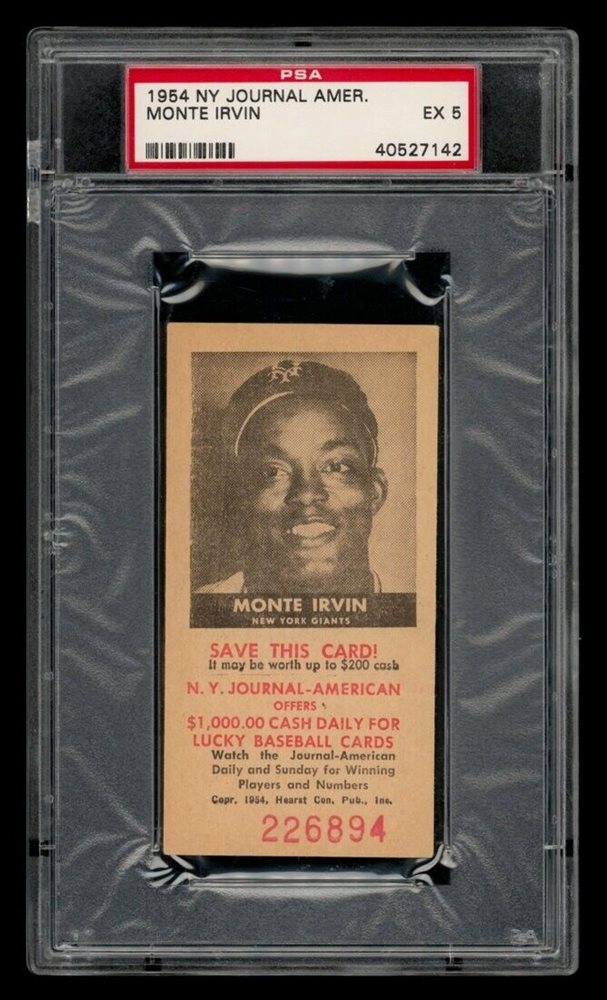 PSA
1954 NY JOURNAL AMER.
MONTE IRVIN EX 5
40527142
NY
MONTE IRVIN
NEW YORK GIANTS
SAVE THIS CARD!
It may be worth up to $200 cash
N. Y. JOURNAL-AMERICAN
OFFERS
$1,000.00 CASH DAILY FOR
LUCKY BASEBALL CARDS
Watch the Journal-American
Daily and Sunday for Winning
Players and Numbers
Copr. 1954, Hearst Con. Pub., Inc.
226894